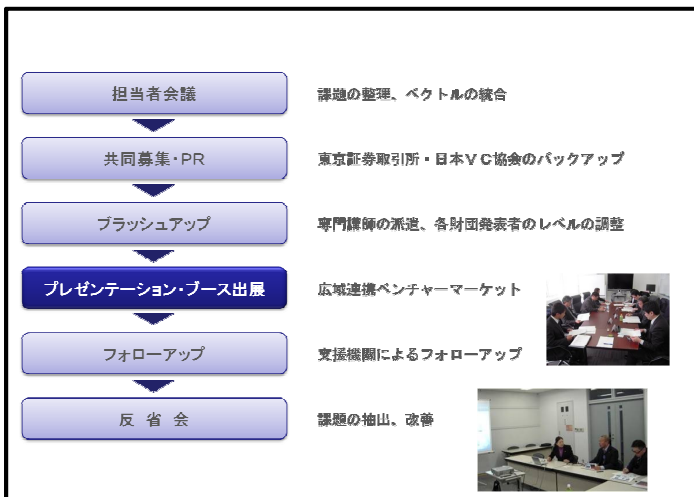 担当者会議 課題の整理、ベクトルの統合
共同募集・PR 東京証券取引所・日本VC協会のバックアップ
ブラッシュアップ 専門講師の派遣、各財団発表者のレベルの調整
プレゼンテーション・ブース出展 広域連携ベンチャーマーケット
フォローアップ 支援機関によるフォローアップ
反省会 課題の抽出、改善